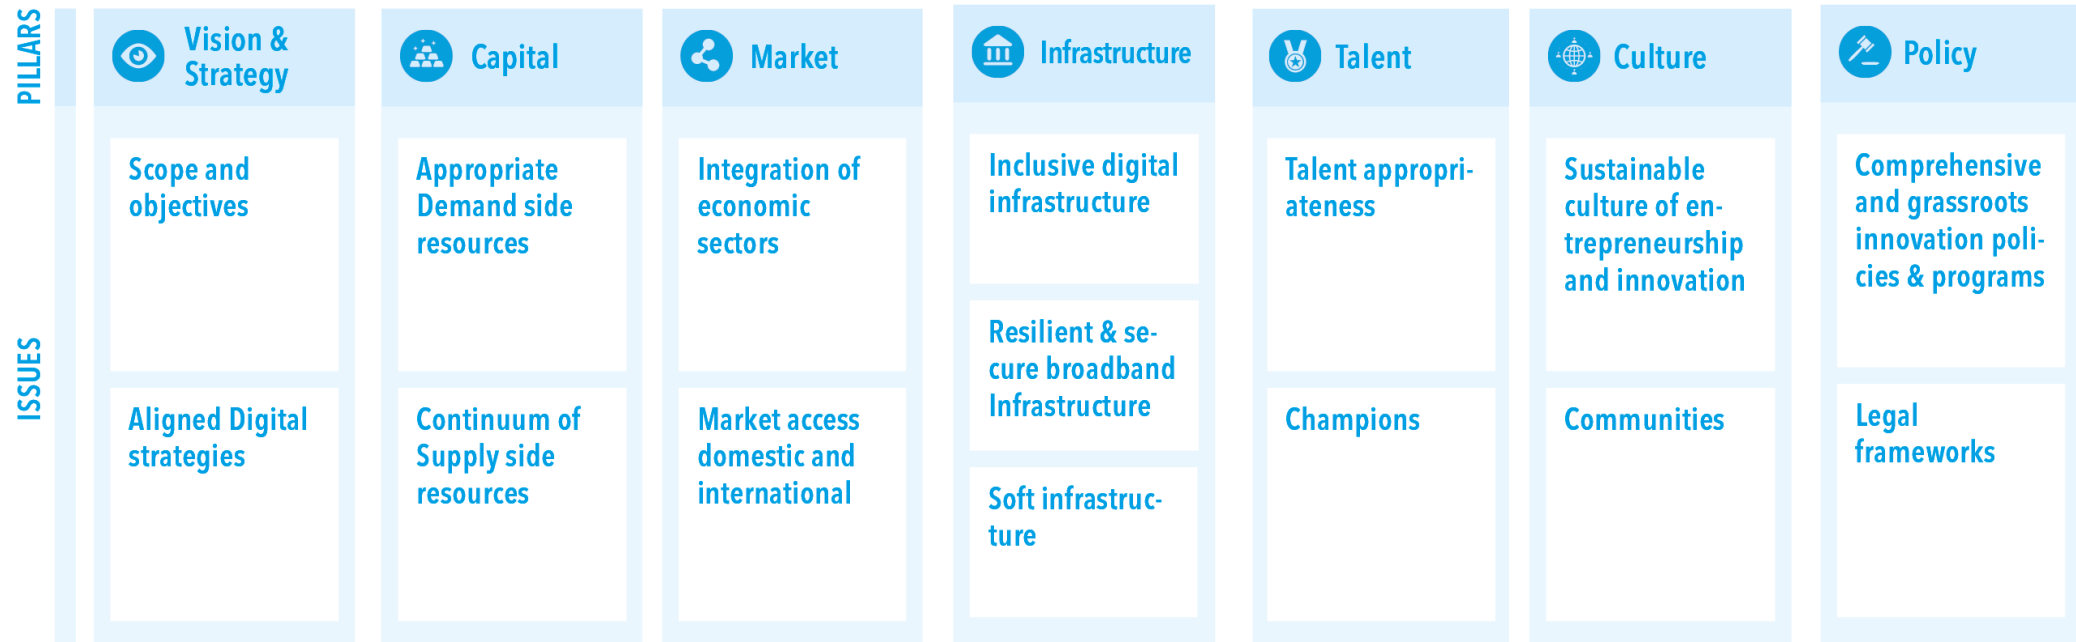 PILLARS
Vision &
Strategy
Capital
Market
Infrastructure
Talent
Culture
Policy
ISSUES
Scope and
objectives
Aligned Digital
strategies
Appropriate
Demand side
resources
Continuum of
Supply side
resources
Integration of
economic
sectors
Market access
domestic and
international
Inclusive digital
infrastructure
Resilient & se-
cure broadband
Infrastructure
Soft infrastruc-
ture
Talent appropri-
ateness
Champions
Sustainable
culture of en-
trepreneurship
and innovation
Communities
Comprehensive
and grassroots
innovation poli-
cies & programs
Legal
frameworks